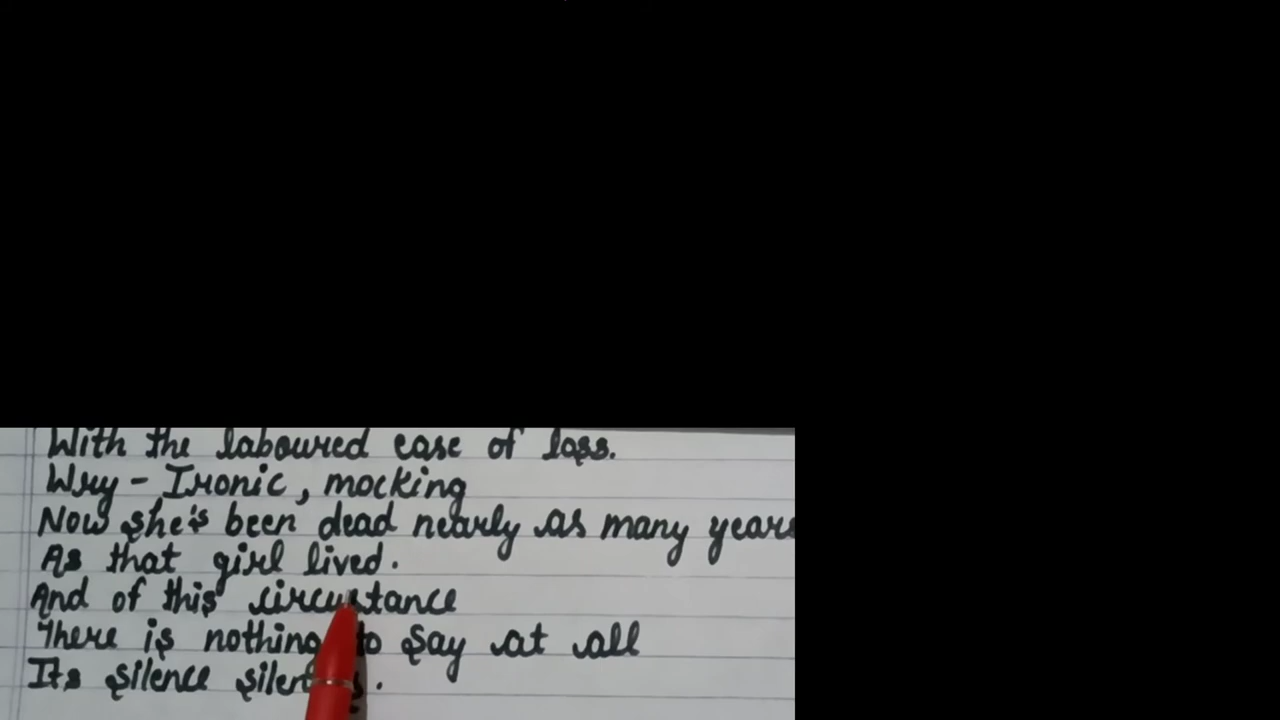 With the laboured ease of loss.
Wry - Ironic, mocking
Now she's been dead nearly as many years
As that girl lived.
And of this circustance
There is nothing to say at all
Its silence